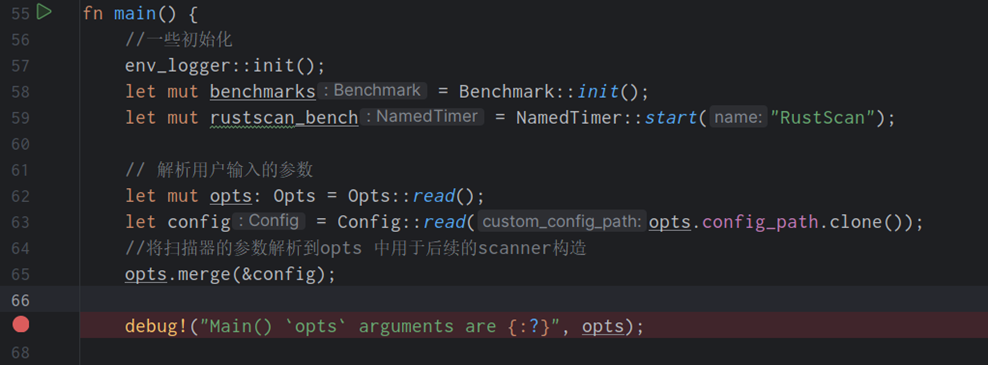 55 fn main() {
56 //一些初始化
57 env_logger::init();
58 let mut benchmarks : Benchmark = Benchmark::init();
59 let mut rustscan_bench : NamedTimer = NamedTimer::start( name: "RustScan");
60
61 // 解析用户输入的参数
62 let mut opts: Opts = Opts::read();
63 let config : Config = Config::read( custom_config_path: opts.config_path.clone());
64 //将扫描器的参数解析到opts 中用于后续的scanner构造
65 opts.merge(&config);
66
debug!("Main() `opts` arguments are {:?}", opts);
68